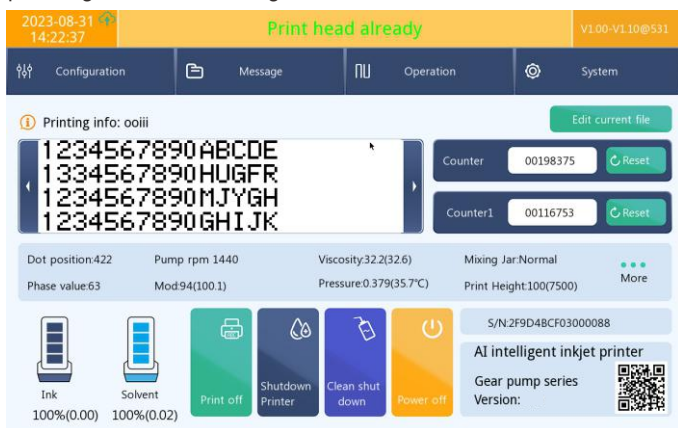 2023-08-31
14:22:37
Print head already
V1.00-V1.10@531
Configuration
Message
Operation
System
Printing info: ooiii
Edit current file
1234567890ABCDE
1334567890HUGFR
1234567890MJYGH
1234567890GHIJK
Counter 00198375 Reset
Counter1 00116753 Reset
Dot position:422 Pump rpm 1440 Viscosity:32.2(32.6) Mixing Jar:Normal
Phase value:63 Mod:94(100.1) Pressure:0.379(35.7℃) Print Height:100(7500)
More
Ink
100%(0.00)
Solvent
100%(0.02)
Print off
Shutdown
Printer
Clean shut
down
Power off
S/N:2F9D4BCF03000088
AI intelligent inkjet printer
Gear pump series
Version: